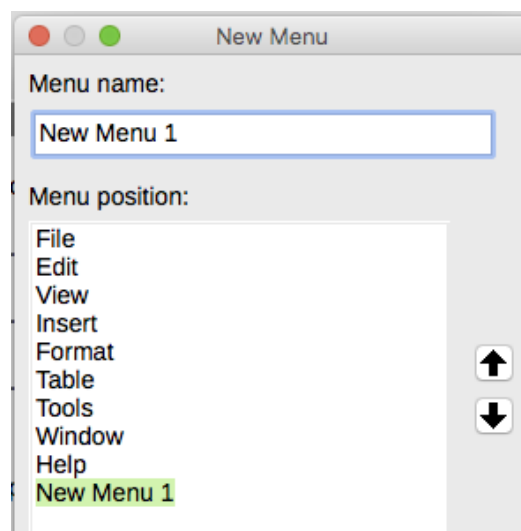 New Menu
Menu name:
New Menu 1
Menu position:
File
Edit
View
Insert
Format
Table
Tools
Window
Help
New Menu 1